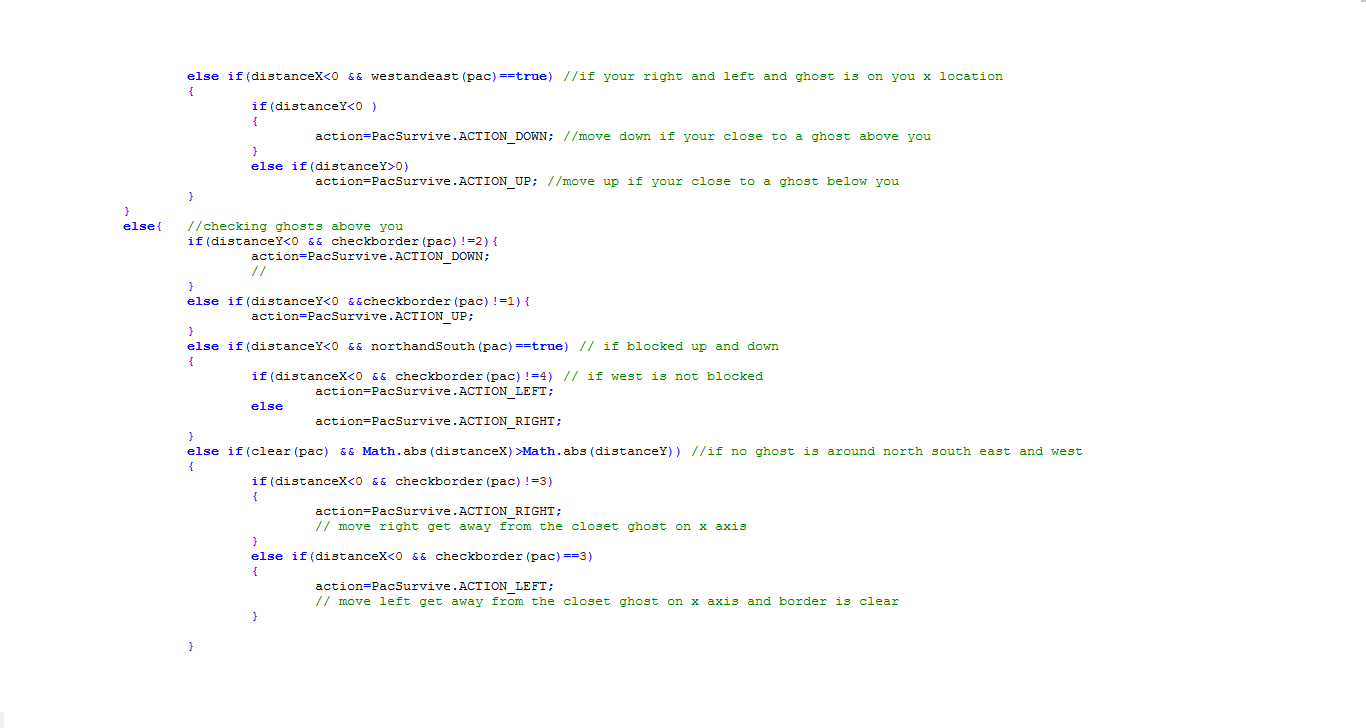 else if(distanceX<0 && westandeast(pac)==true) //if your right and left and ghost is on you x location
{
if(distanceY<0 )
{
action=PacSurvive.ACTION_DOWN; //move down if your close to a ghost above you
}
else if(distanceY>0)
action=PacSurvive.ACTION_UP; //move up if your close to a ghost below you
}
}
else{ //checking ghosts above you
if(distanceY<0 && checkborder(pac)!=2){
action=PacSurvive.ACTION_DOWN;
//
}
else if(distanceY<0 &&checkborder(pac)!=1){
action=PacSurvive.ACTION_UP;
}
else if(distanceY<0 && northandSouth(pac)==true) // if blocked up and down
{
if(distanceX<0 && checkborder(pac)!=4) // if west is not blocked
action=PacSurvive.ACTION_LEFT;
else
action=PacSurvive.ACTION_RIGHT;
}
else if(clear(pac) && Math.abs(distanceX)>Math.abs(distanceY)) //if no ghost is around north south east and west
{
if(distanceX<0 && checkborder(pac)!=3)
{
action=PacSurvive.ACTION_RIGHT;
// move right get away from the closet ghost on x axis
}
else if(distanceX<0 && checkborder(pac)==3)
{
action=PacSurvive.ACTION_LEFT;
// move left get away from the closet ghost on x axis and border is clear
}
}